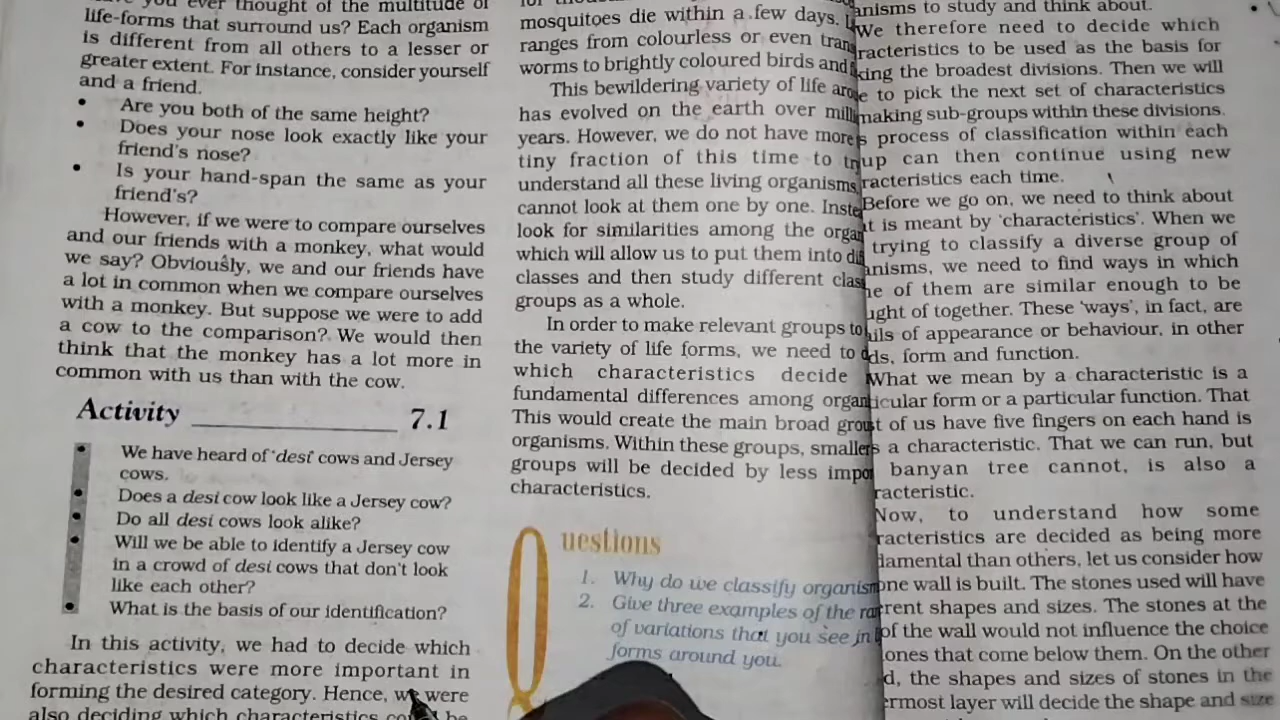 you ever thought of the multitude of
life-forms that surround us? Each organism
is different from all others to a lesser or
greater extent. For instance, consider yourself
and a friend.
• Are you both of the same height?
• Does your nose look exactly like your
friend's nose?
• Is your hand-span the same as your
friend's?
However, if we were to compare ourselves
and our friends with a monkey, what would
we say? Obviously, we and our friends have
a lot in common when we compare ourselves
with a monkey. But suppose we were to add
a cow to the comparison? We would then
think that the monkey has a lot more in
common with us than with the cow.
Activity 7.1
• We have heard of 'desi' cows and Jersey
cows.
• Does a desi cow look like a Jersey cow?
• Do all desi cows look alike?
• Will we be able to identify a Jersey cow
in a crowd of desi cows that don't look
like each other?
• What is the basis of our identification?
In this activity, we had to decide which
characteristics were more important in
forming the desired category. Hence, we were
also deciding which characteristics be
mosquitoes die within a few days.
ranges from colourless or even tran
worms to brightly coloured birds and
This bewildering variety of life aro
has evolved on the earth over mill
years. However, we do not have more
tiny fraction of this time to
understand all these living organisms,
cannot look at them one by one. Inste
look for similarities among the organ
which will allow us to put them into di
classes and then study different clas
groups as a whole.
In order to make relevant groups to
the variety of life forms, we need to d
which characteristics decide
fundamental differences among organ
This would create the main broad grou
organisms. Within these groups, smaller
groups will be decided by less impo
characteristics.
Questions
1. Why do we classify organism
2. Give three examples of the ra
of variations that you see in
forms around you.
anisms to study and think about.
We therefore need to decide which
racteristics to be used as the basis for
king the broadest divisions. Then we will
e to pick the next set of characteristics
making sub-groups within these divisions.
s process of classification within each
up can then continue using new
racteristics each time.
Before we go on, we need to think about
t is meant by 'characteristics'. When we
trying to classify a diverse group of
anisms, we need to find ways in which
ne of them are similar enough to be
ught of together. These 'ways', in fact, are
ails of appearance or behaviour, in other
ds, form and function.
What we mean by a characteristic is a
ticular form or a particular function. That
st of us have five fingers on each hand is
s a characteristic. That we can run, but
banyan tree cannot, is also a
racteristic.
Now, to understand how some
racteristics are decided as being more
damental than others, let us consider how
one wall is built. The stones used will have
rent shapes and sizes. The stones at the
of the wall would not influence the choice
ones that come below them. On the other
d, the shapes and sizes of stones in the
ermost layer will decide the shape and size